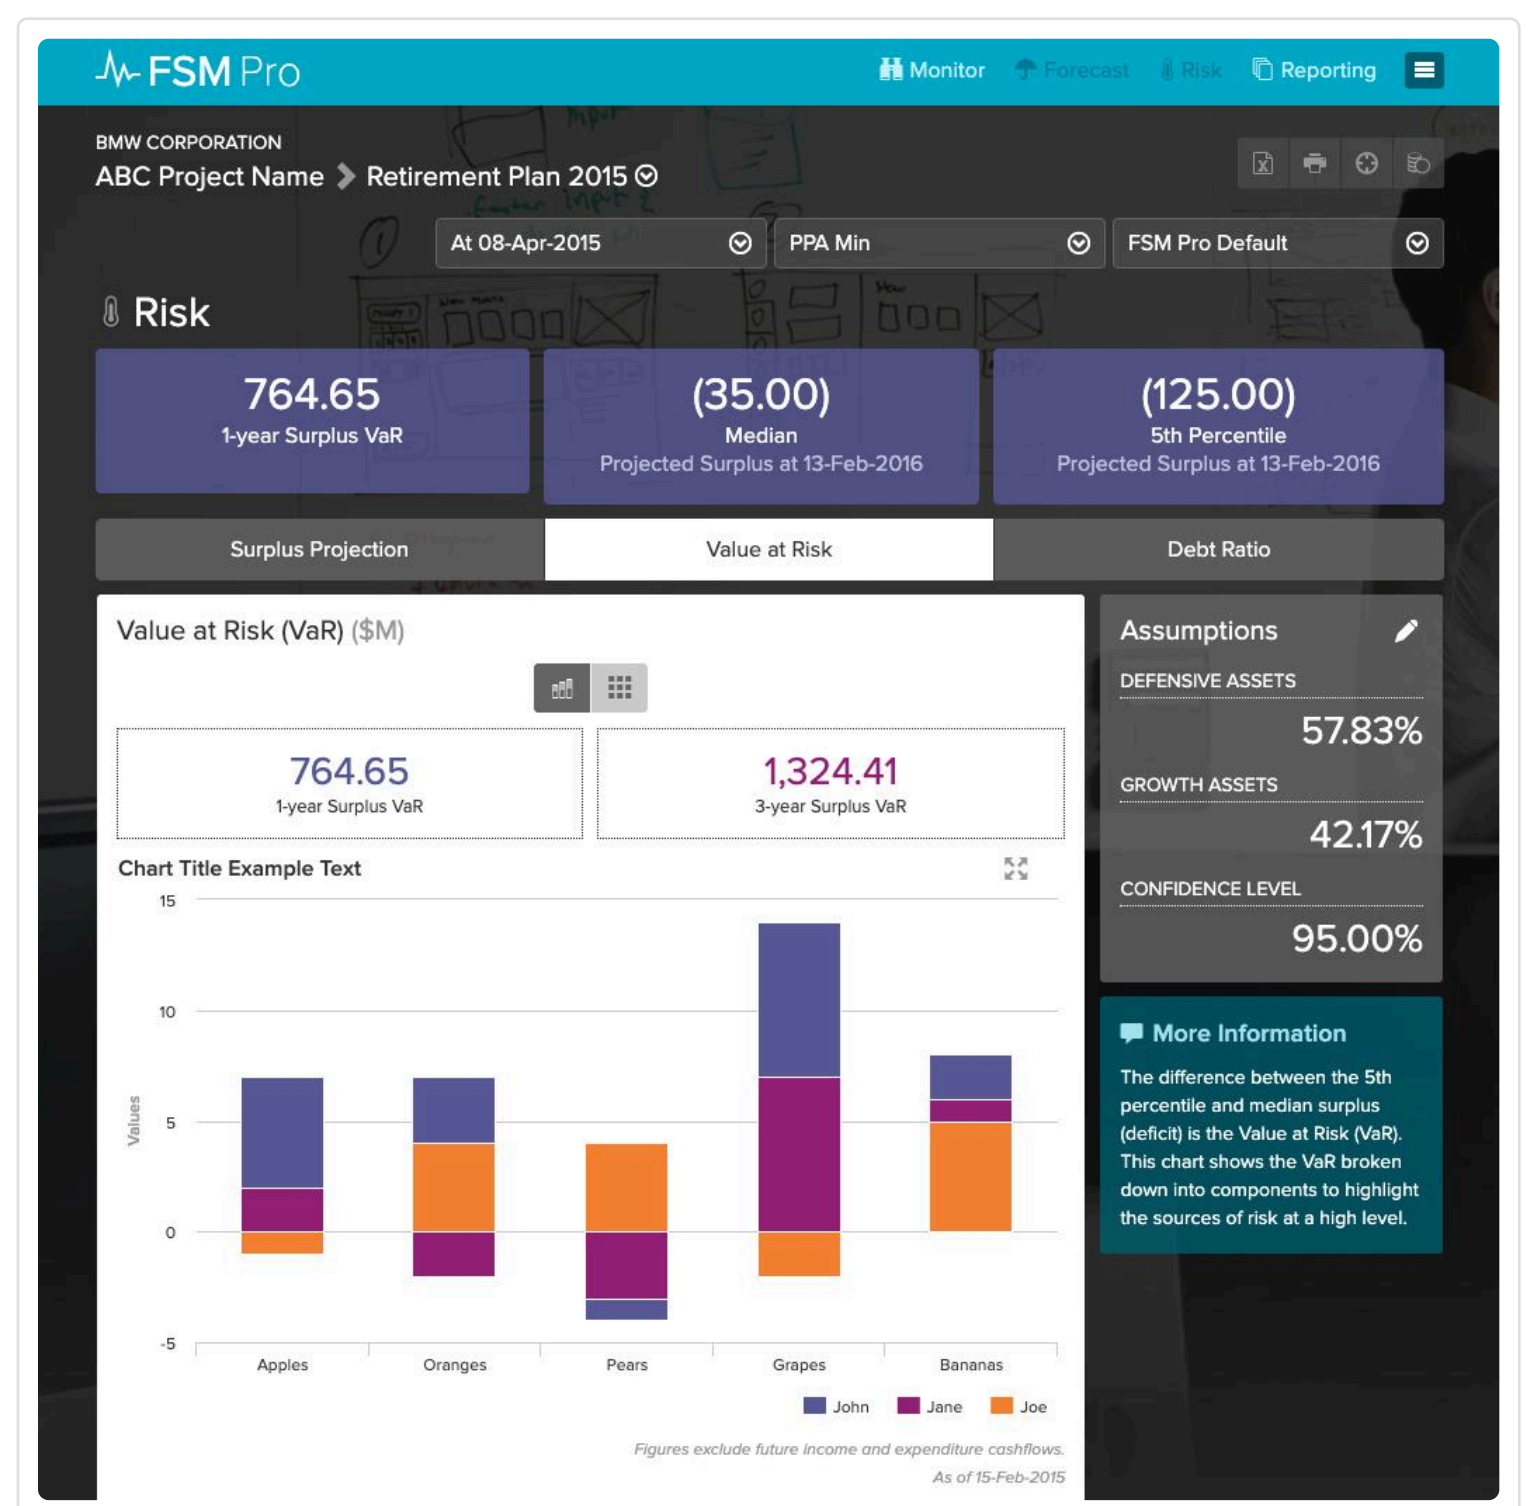 FSM Pro
Monitor Forecast Risk Reporting
BMW CORPORATION
ABC Project Name Retirement Plan 2015
At 08-Apr-2015 PPA Min FSM Pro Default
Risk
764.65
1-year Surplus VaR
(35.00)
Median
Projected Surplus at 13-Feb-2016
(125.00)
5th Percentile
Projected Surplus at 13-Feb-2016
Surplus Projection Value at Risk Debt Ratio
Value at Risk (VaR) ($M)
764.65
1-year Surplus VaR
1,324.41
3-year Surplus VaR
Chart Title Example Text
15
10
5
0
-5
Values
Apples Oranges Pears Grapes Bananas
John Jane Joe
Figures exclude future income and expenditure cashflows.
As of 15-Feb-2015
Assumptions
DEFENSIVE ASSETS
57.83%
GROWTH ASSETS
42.17%
CONFIDENCE LEVEL
95.00%
More Information
The difference between the 5th
percentile and median surplus
(deficit) is the Value at Risk (VaR).
This chart shows the VaR broken
down into components to highlight
the sources of risk at a high level.